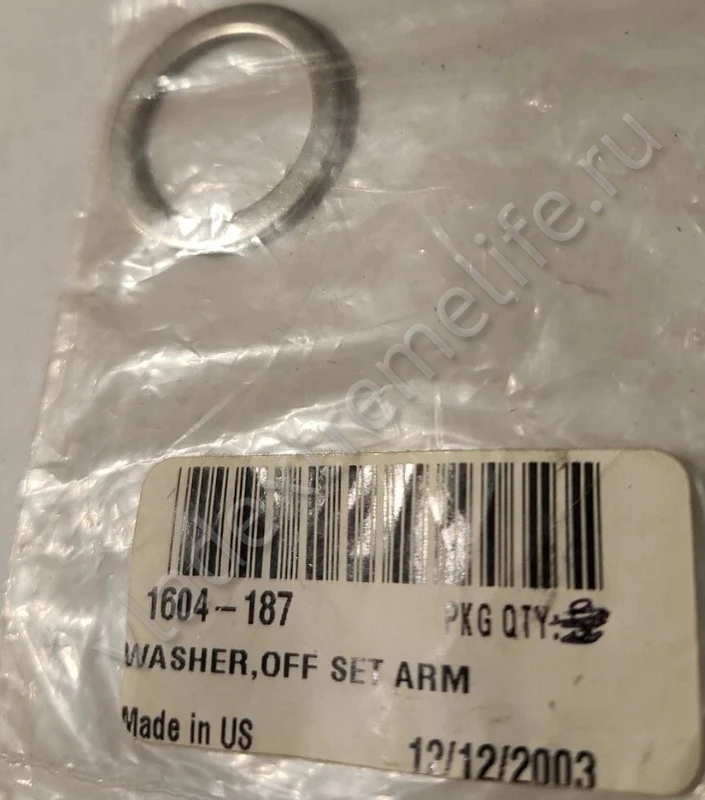 1604-187 PKG QTY:
WASHER,OFF SET ARM
Made in US
12/12/2003